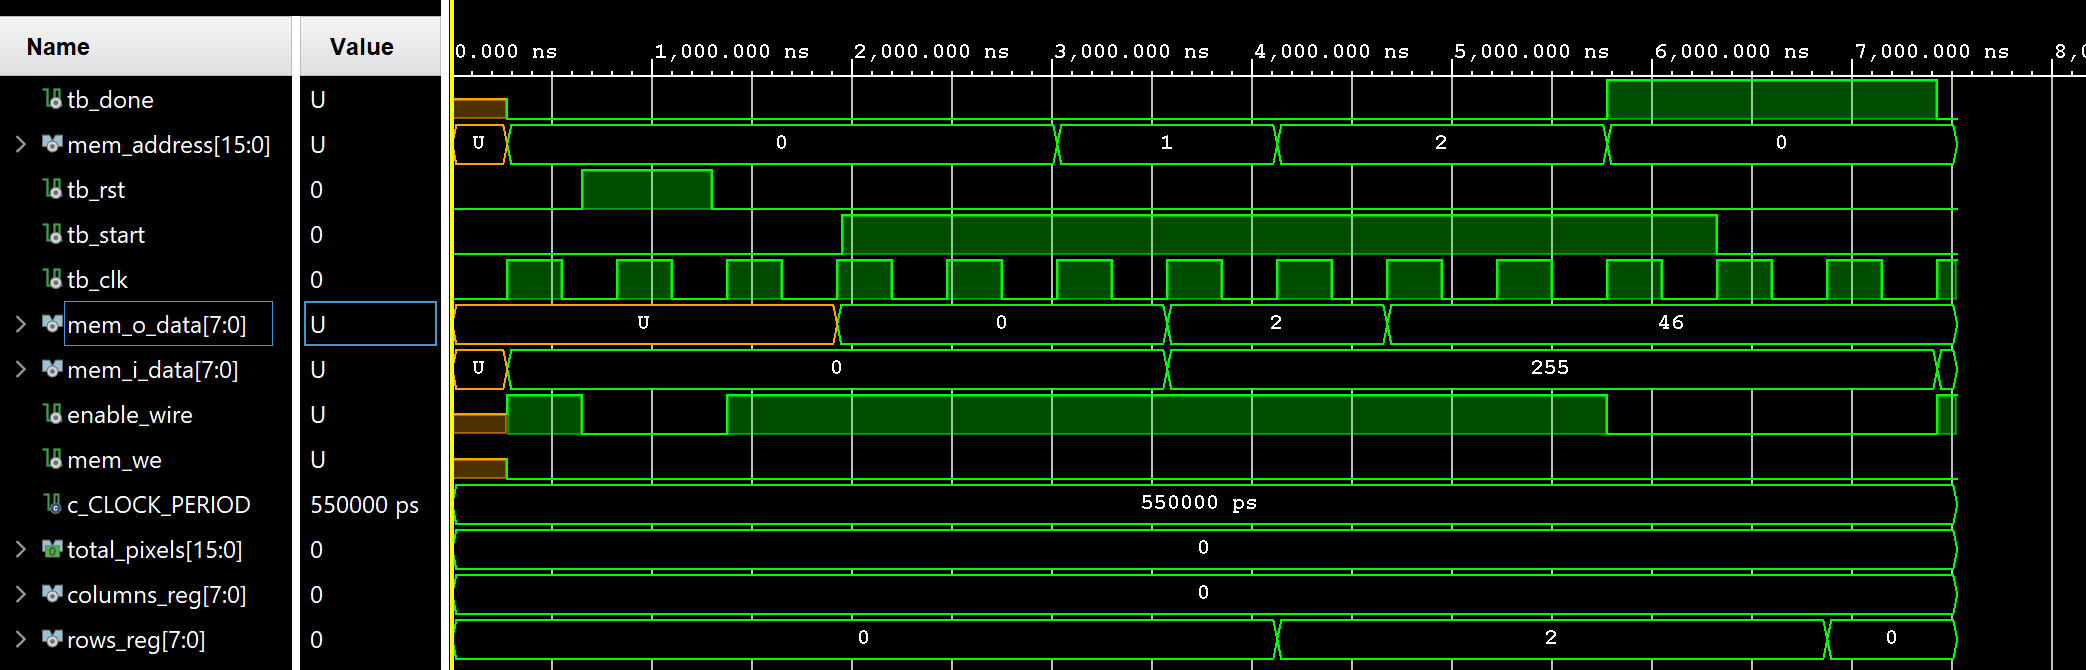 Name Value
0.000 ns 1,000.000 ns 2,000.000 ns 3,000.000 ns 4,000.000 ns 5,000.000 ns 6,000.000 ns 7,000.000 ns 8,0
tb_done U
mem_address[15:0] U U 0 1 2 0
tb_rst 0
tb_start 0
tb_clk 0
mem_o_data[7:0] U U 0 2 46
mem_i_data[7:0] U U 0 255
enable_wire U
mem_we U
c_CLOCK_PERIOD 550000 ps 550000 ps
total_pixels[15:0] 0 0
columns_reg[7:0] 0 0
rows_reg[7:0] 0 0 2 0